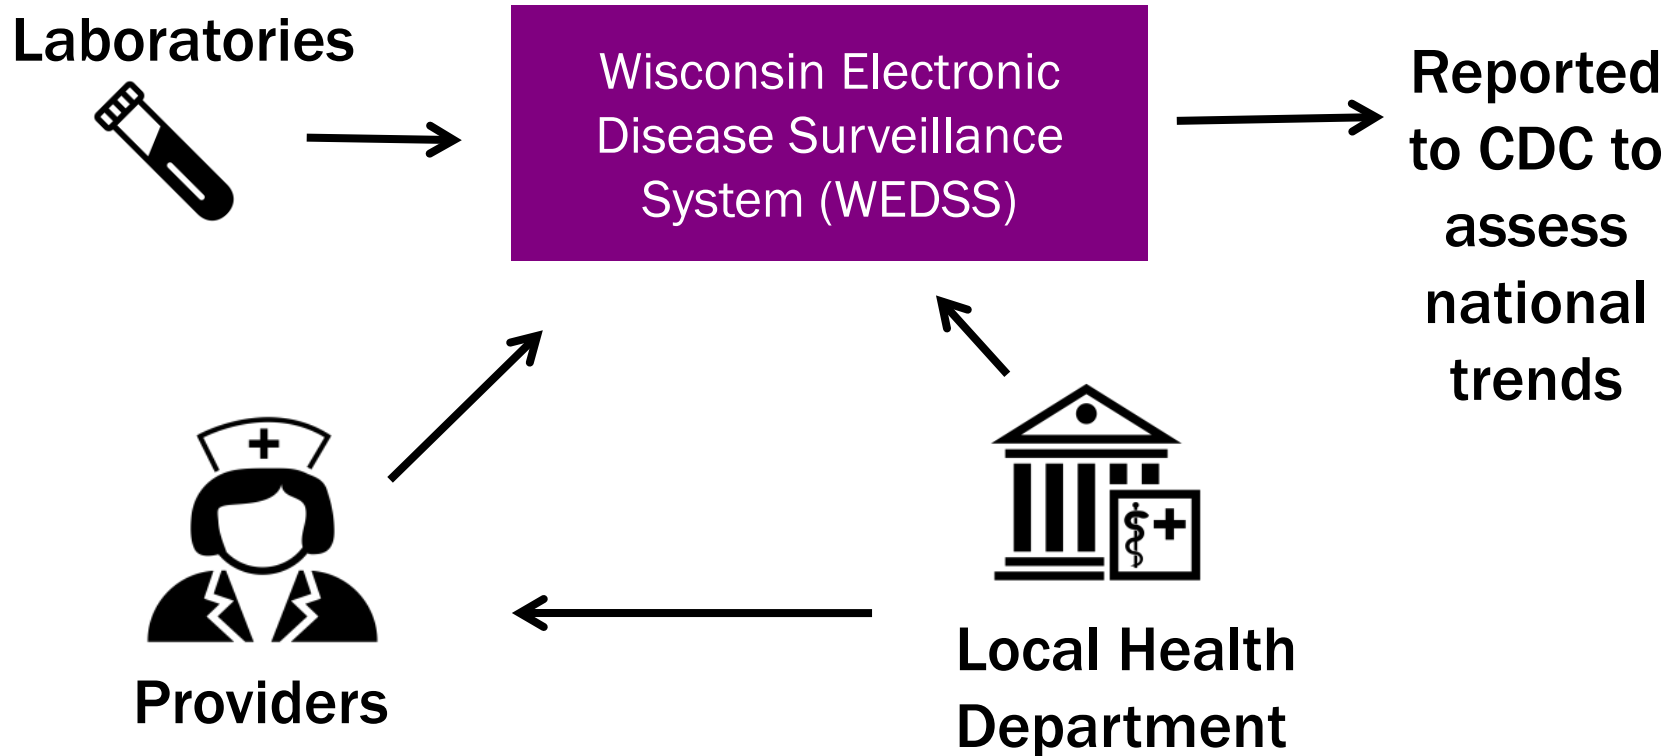 Laboratories
Wisconsin Electronic
Disease Surveillance
System (WEDSS)
Reported
to CDC to
assess
national
trends
Providers
Local Health
Department